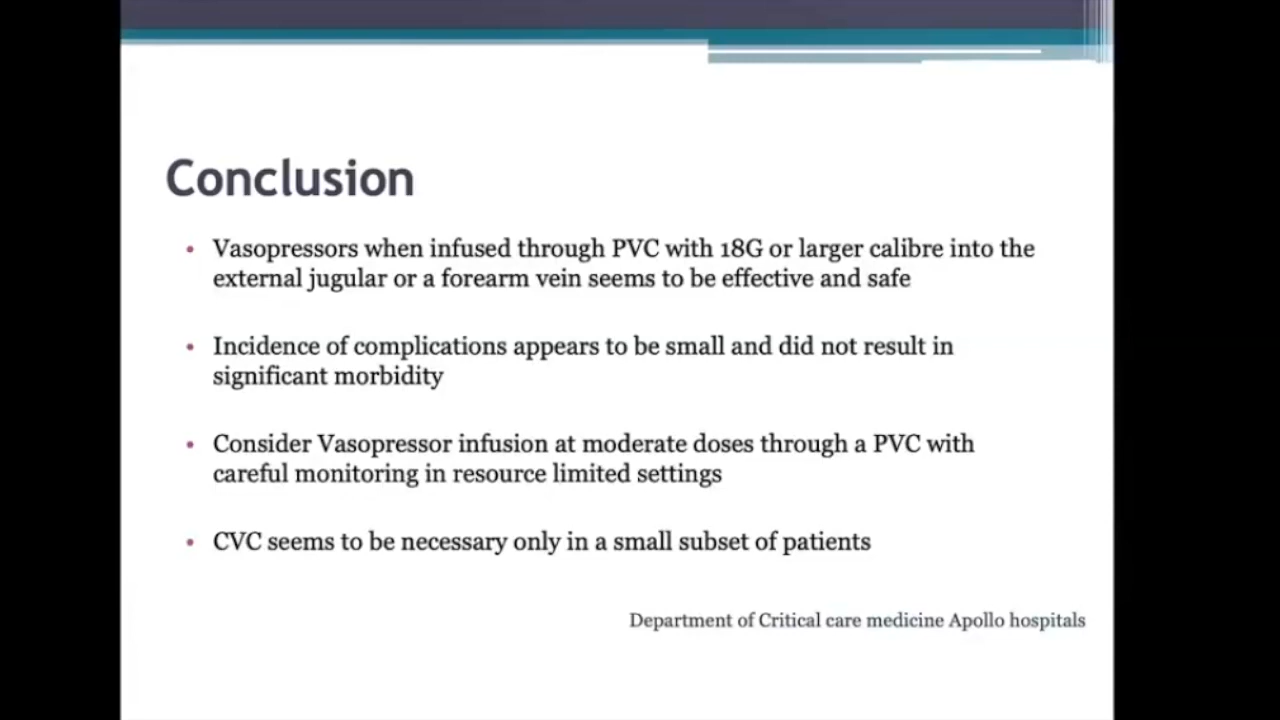 Conclusion
• Vasopressors when infused through PVC with 18G or larger calibre into the
external jugular or a forearm vein seems to be effective and safe
• Incidence of complications appears to be small and did not result in
significant morbidity
• Consider Vasopressor infusion at moderate doses through a PVC with
careful monitoring in resource limited settings
• CVC seems to be necessary only in a small subset of patients
Department of Critical care medicine Apollo hospitals